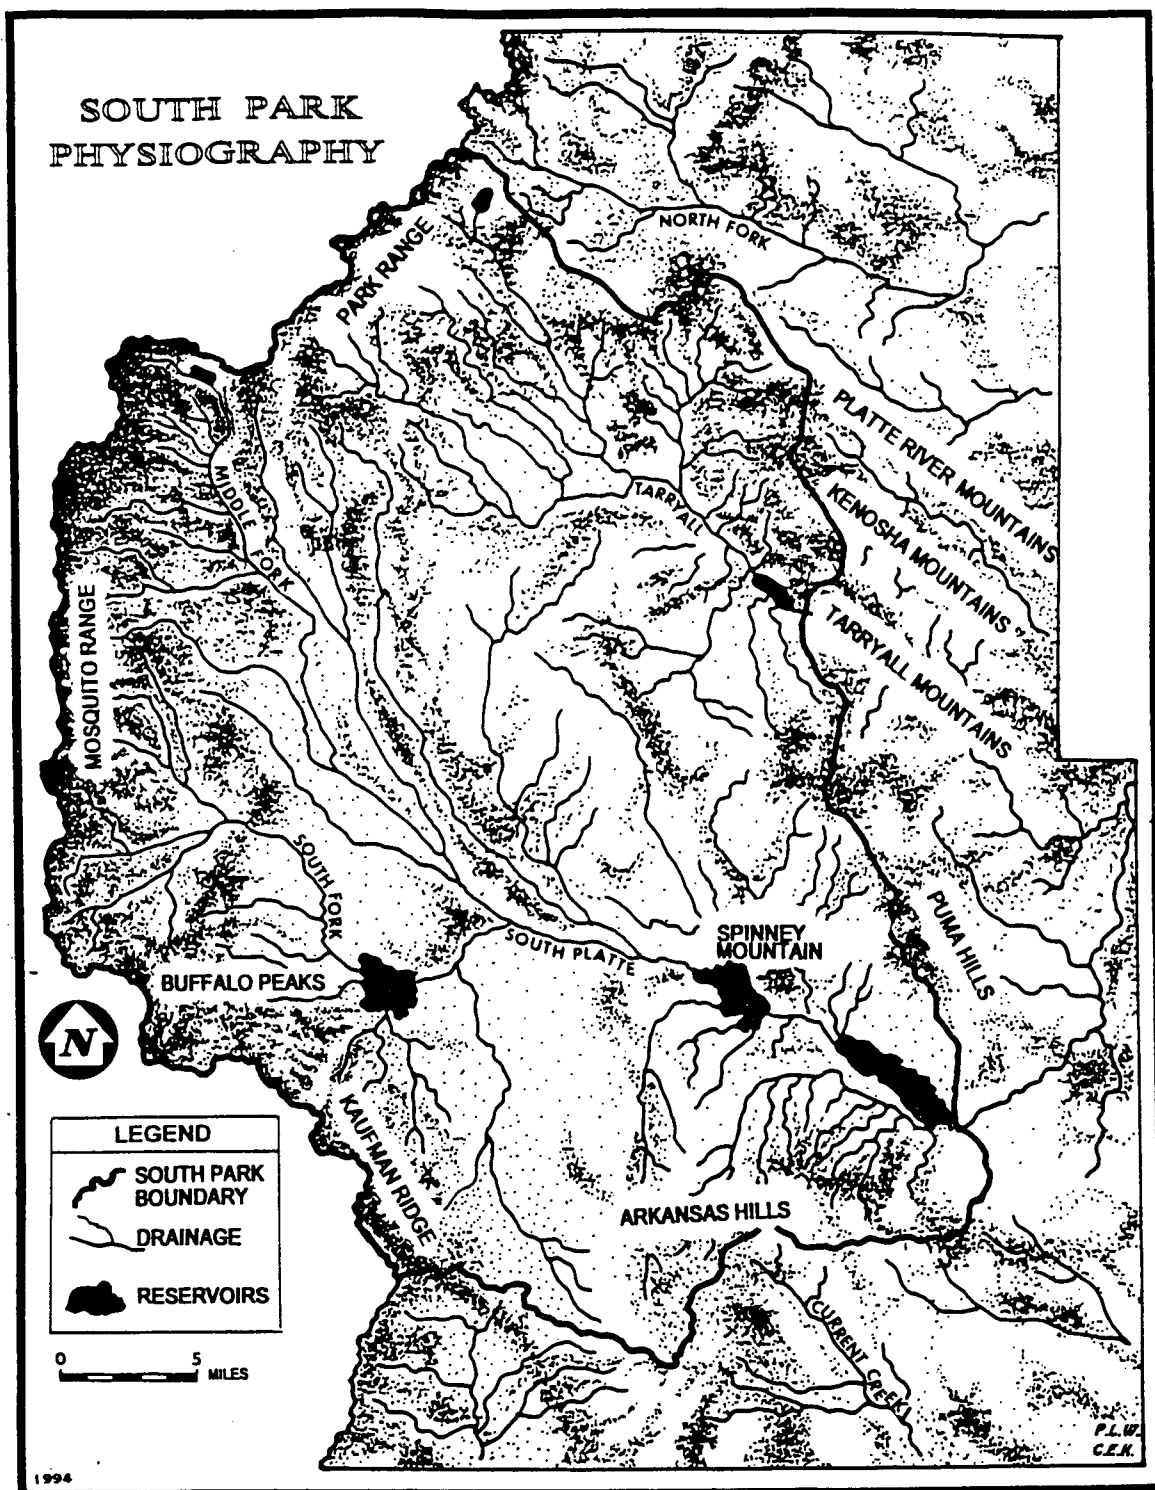 SOUTH PARK
PHYSIOGRAPHY
NORTH FORK
PARK RANGE
PLATTE RIVER MOUNTAINS
KENOSHA MOUNTAINS
TARRYALL MOUNTAINS
TARRYALL
MIDDLE FORK
MOSQUITO RANGE
SOUTH FORK
SOUTH PLATTE
SPINNEY
MOUNTAIN
PUMA HILLS
BUFFALO PEAKS
N
KAUFMAN RIDGE
ARKANSAS HILLS
CURRENT CREEK
LEGEND
SOUTH PARK
BOUNDARY
DRAINAGE
RESERVOIRS
0 5
MILES
P.L.W.
C.E.H.
1994